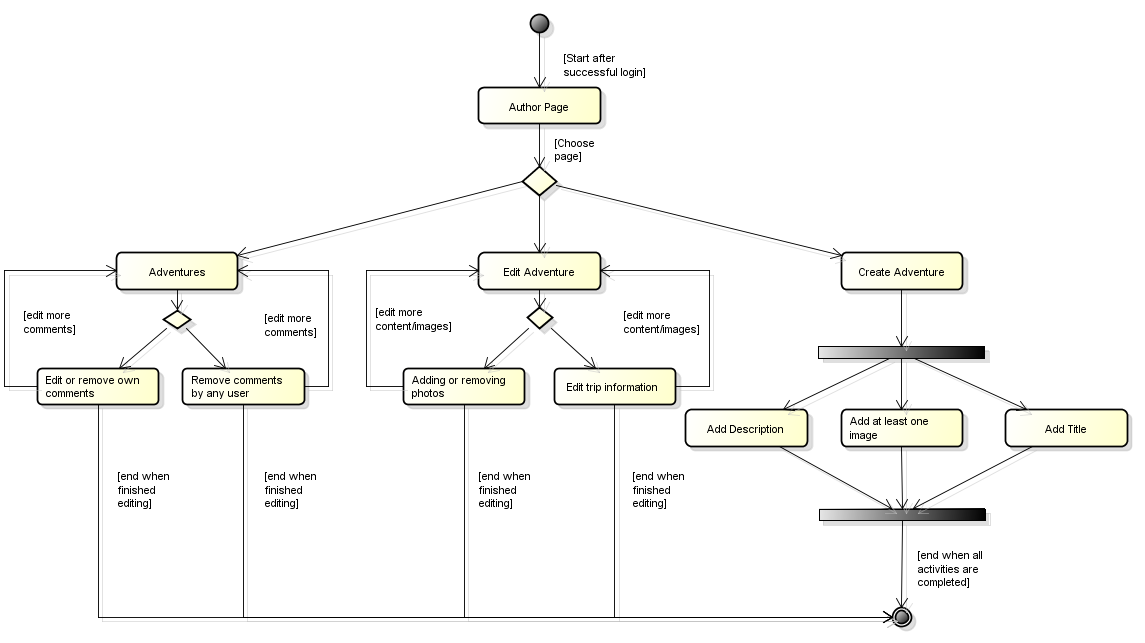 [Start after
successful login]
Author Page
[Choose
page]
Adventures
Edit Adventure
Create Adventure
[edit more
comments]
[edit more
comments]
[edit more
content/images]
[edit more
content/images]
Edit or remove own
comments
Remove comments
by any user
Adding or removing
photos
Edit trip information
Add Description
Add at least one
image
Add Title
[end when
finished
editing]
[end when
finished
editing]
[end when
finished
editing]
[end when
finished
editing]
[end when all
activities are
completed]